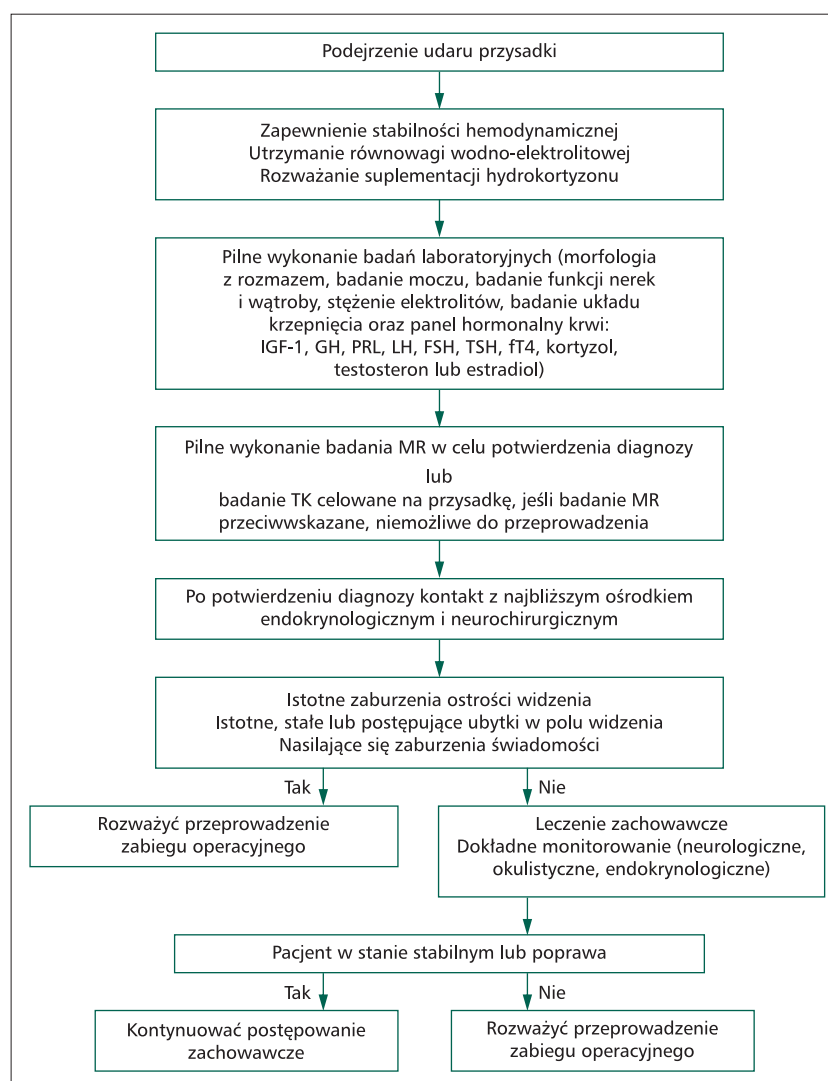 Podejrzenie udaru przysadki
Zapewnienie stabilności hemodynamicznej
Utrzymanie równowagi wodno-elektrolitowej
Rozważanie suplementacji hydrokortyzonu
Pilne wykonanie badań laboratoryjnych (morfologia
z rozmazem, badanie moczu, badanie funkcji nerek
i wątroby, stężenie elektrolitów, badanie układu
krzepnięcia oraz panel hormonalny krwi:
IGF-1, GH, PRL, LH, FSH, TSH, fT4, kortyzol,
testosteron lub estradiol)
Pilne wykonanie badania MR w celu potwierdzenia diagnozy
lub
badanie TK celowane na przysadkę, jeśli badanie MR
przeciwwskazane, niemożliwe do przeprowadzenia
Po potwierdzeniu diagnozy kontakt z najbliższym ośrodkiem
endokrynologicznym i neurochirurgicznym
Istotne zaburzenia ostrości widzenia
Istotne, stałe lub postępujące ubytki w polu widzenia
Nasilające się zaburzenia świadomości
Tak
Nie
Rozważyć przeprowadzenie
zabiegu operacyjnego
Leczenie zachowawcze
Dokładne monitorowanie (neurologiczne,
okulistyczne, endokrynologiczne)
Pacjent w stanie stabilnym lub poprawa
Tak
Nie
Kontynuować postępowanie
zachowawcze
Rozważyć przeprowadzenie
zabiegu operacyjnego